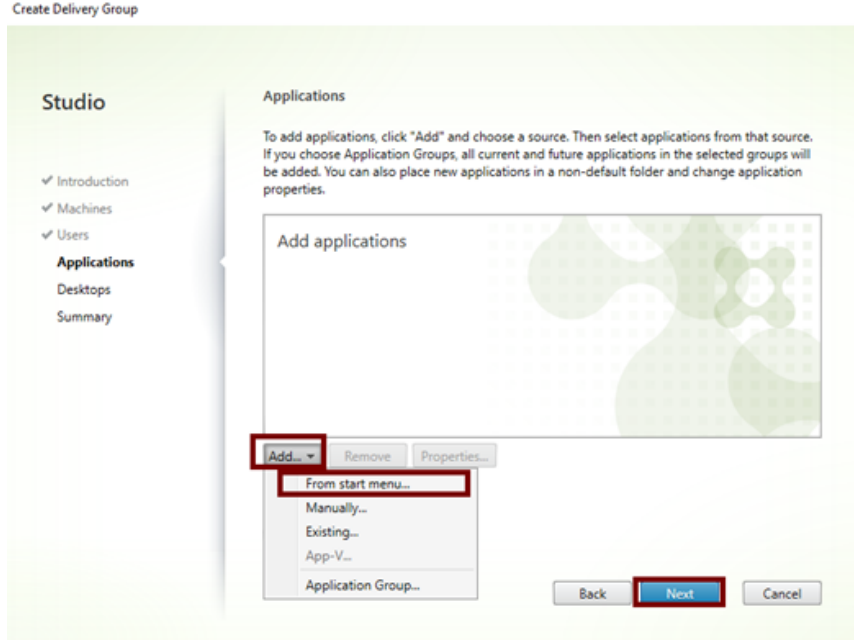 Create Delivery Group
Studio
✔ Introduction
✔ Machines
✔ Users
Applications
Desktops
Summary
Applications
To add applications, click "Add" and choose a source. Then select applications from that source.
If you choose Application Groups, all current and future applications in the selected groups will
be added. You can also place new applications in a non-default folder and change application
properties.
Add applications
Add... Remove Properties...
From start menu...
Manually...
Existing...
App-V...
Application Group...
Back Next Cancel